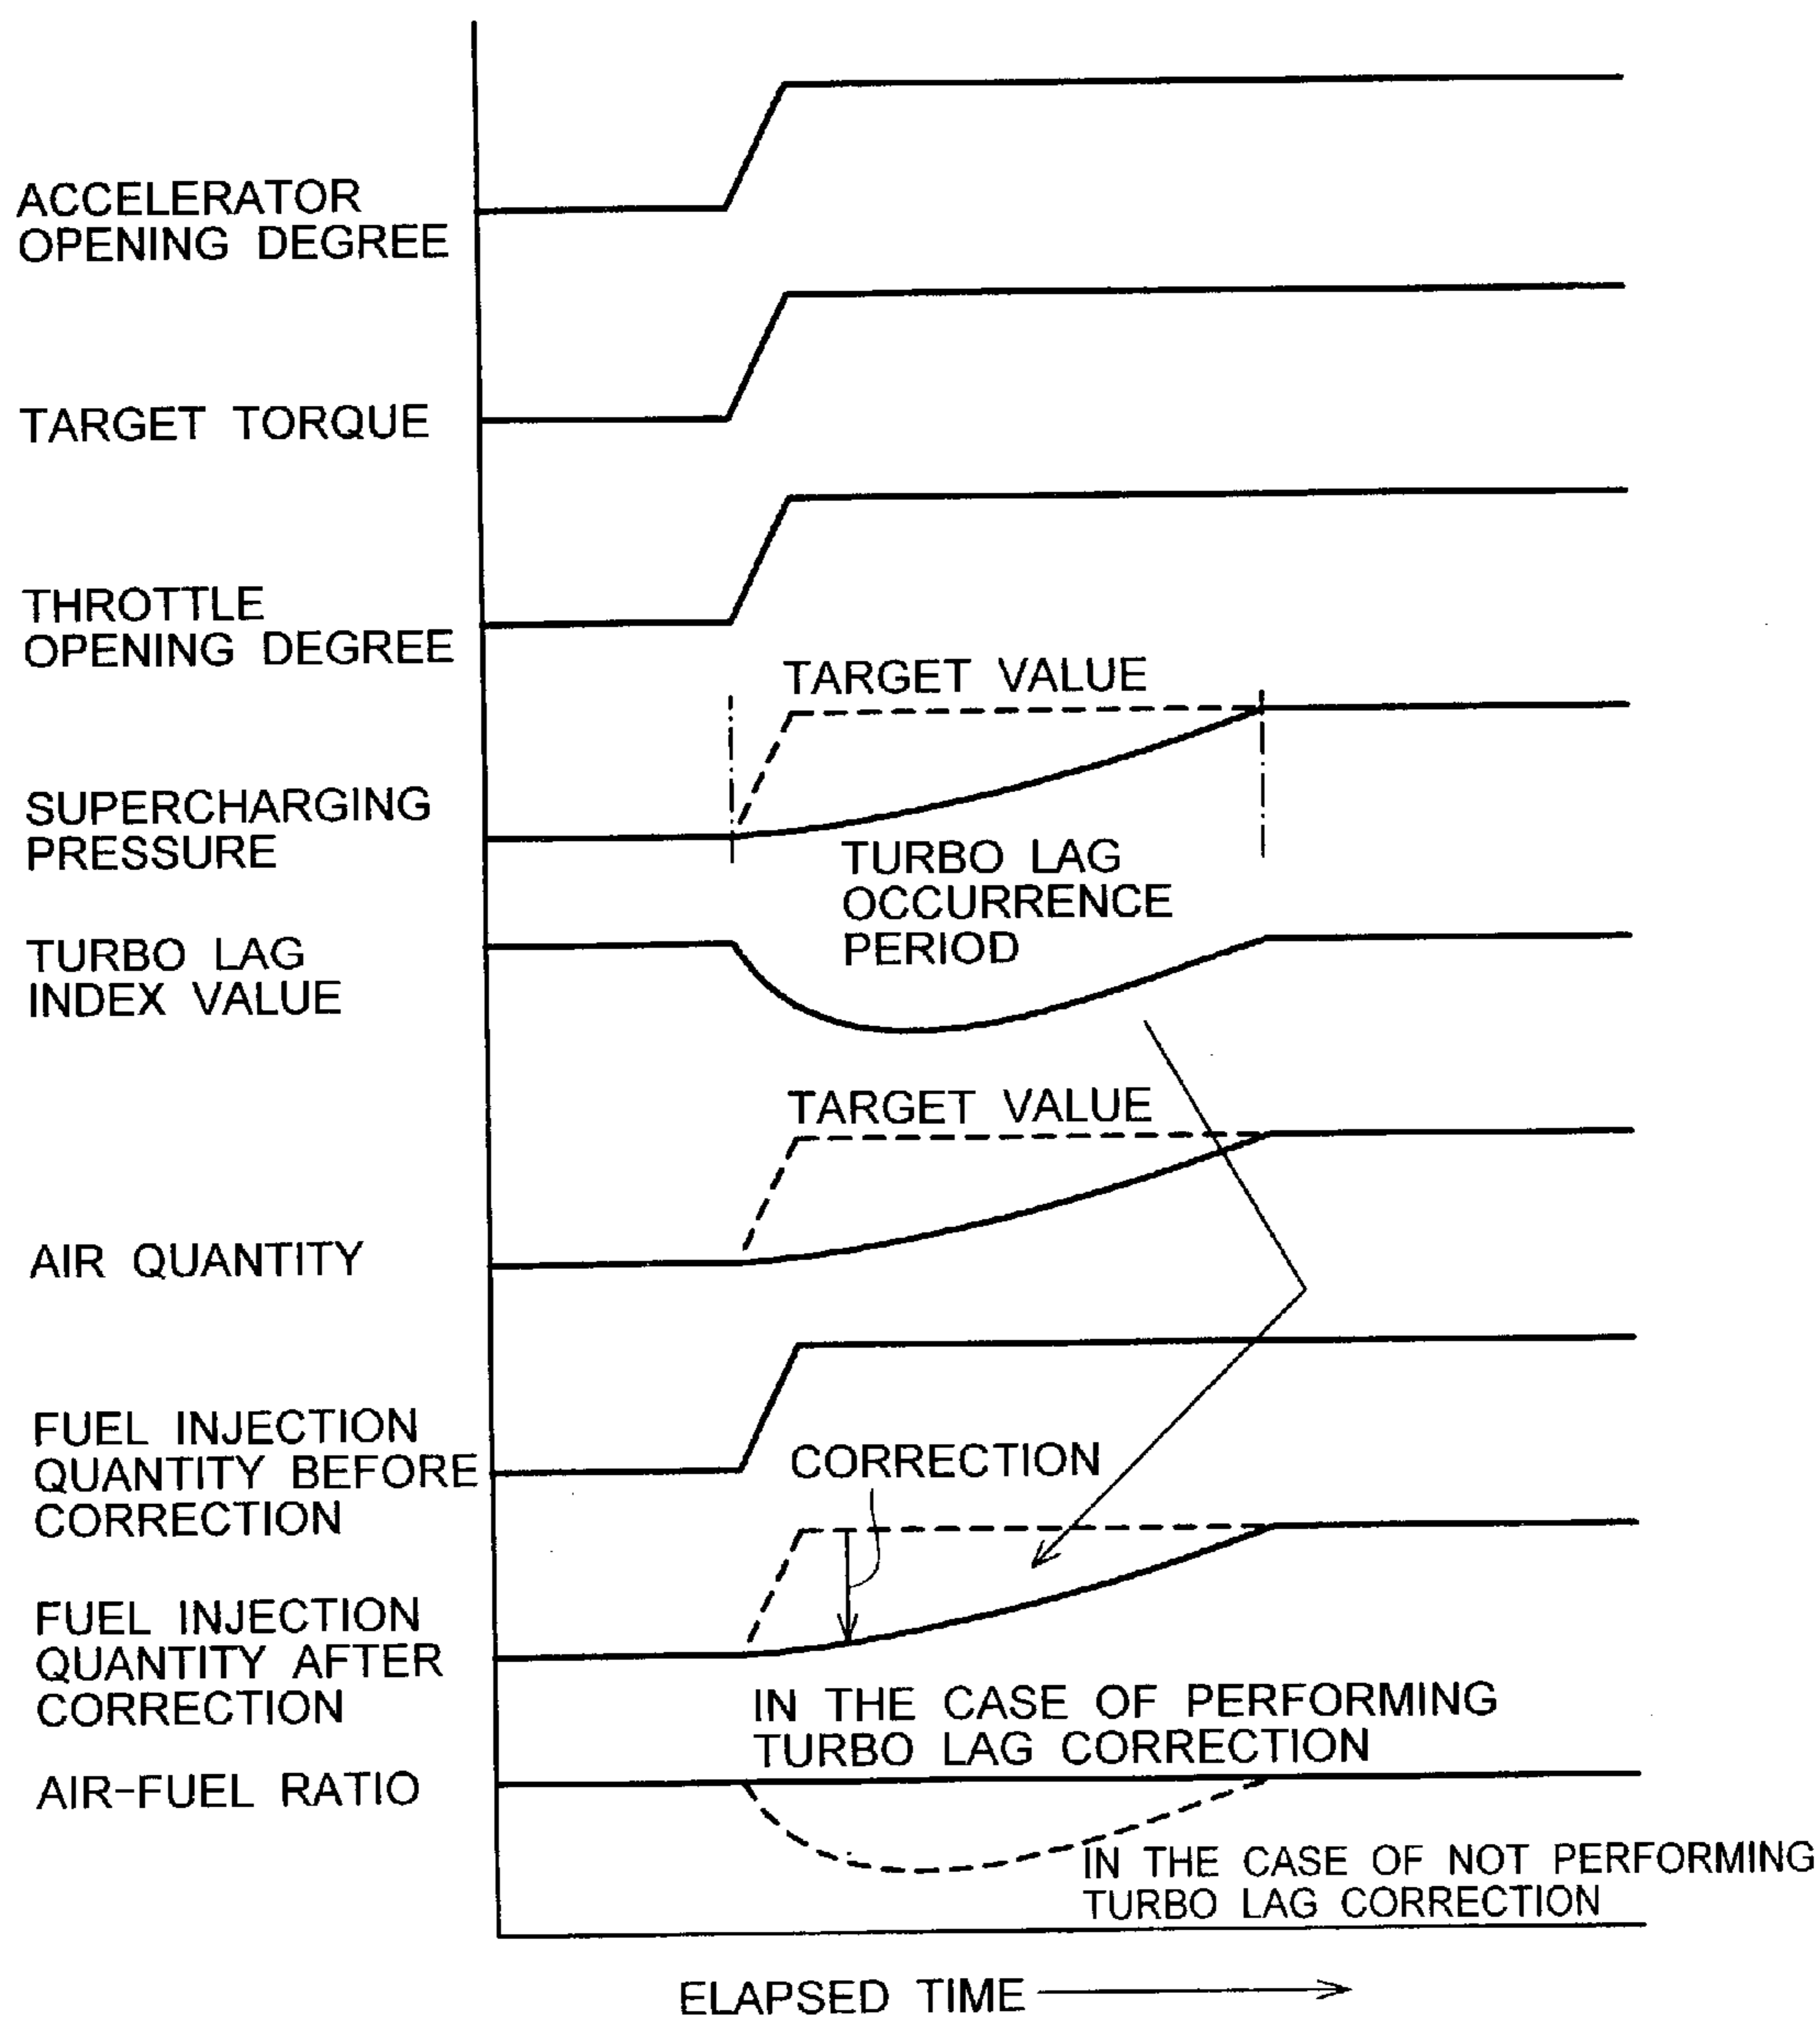 ACCELERATOR
OPENING DEGREE
TARGET TORQUE
THROTTLE
OPENING DEGREE
TARGET VALUE
SUPERCHARGING
PRESSURE
TURBO LAG
OCCURRENCE
PERIOD
TURBO LAG
INDEX VALUE
TARGET VALUE
AIR QUANTITY
FUEL INJECTION
QUANTITY BEFORE
CORRECTION
CORRECTION
FUEL INJECTION
QUANTITY AFTER
CORRECTION
IN THE CASE OF PERFORMING
TURBO LAG CORRECTION
AIR-FUEL RATIO
IN THE CASE OF NOT PERFORMING
TURBO LAG CORRECTION
ELAPSED TIME